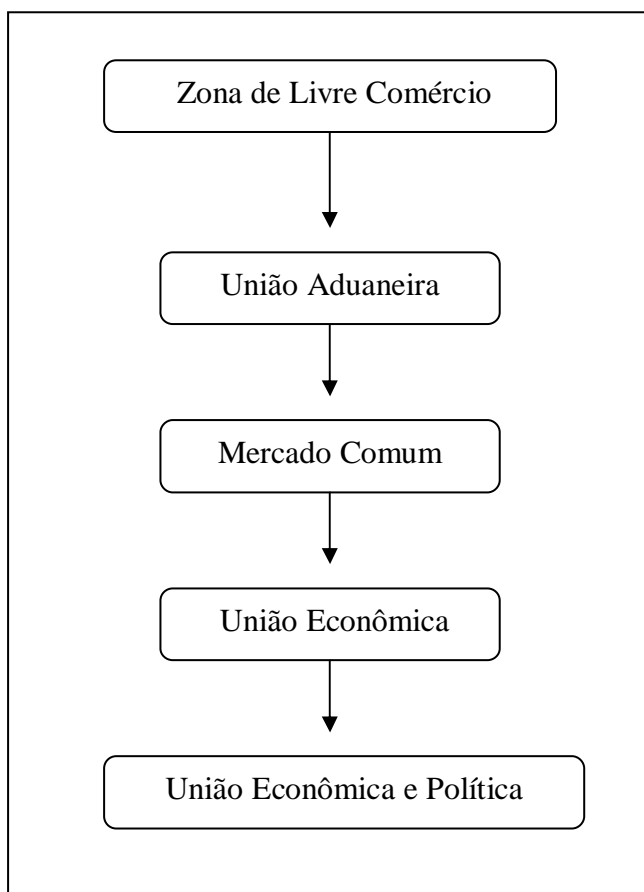 Zona de Livre Comércio
União Aduaneira
Mercado Comum
União Econômica
União Econômica e Política